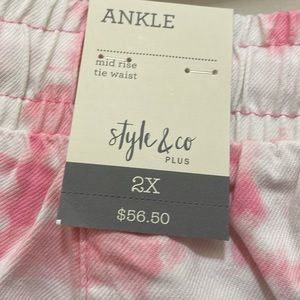 ANKLE
mid rise
tie waist
style & co
PLUS
2X
$56.50